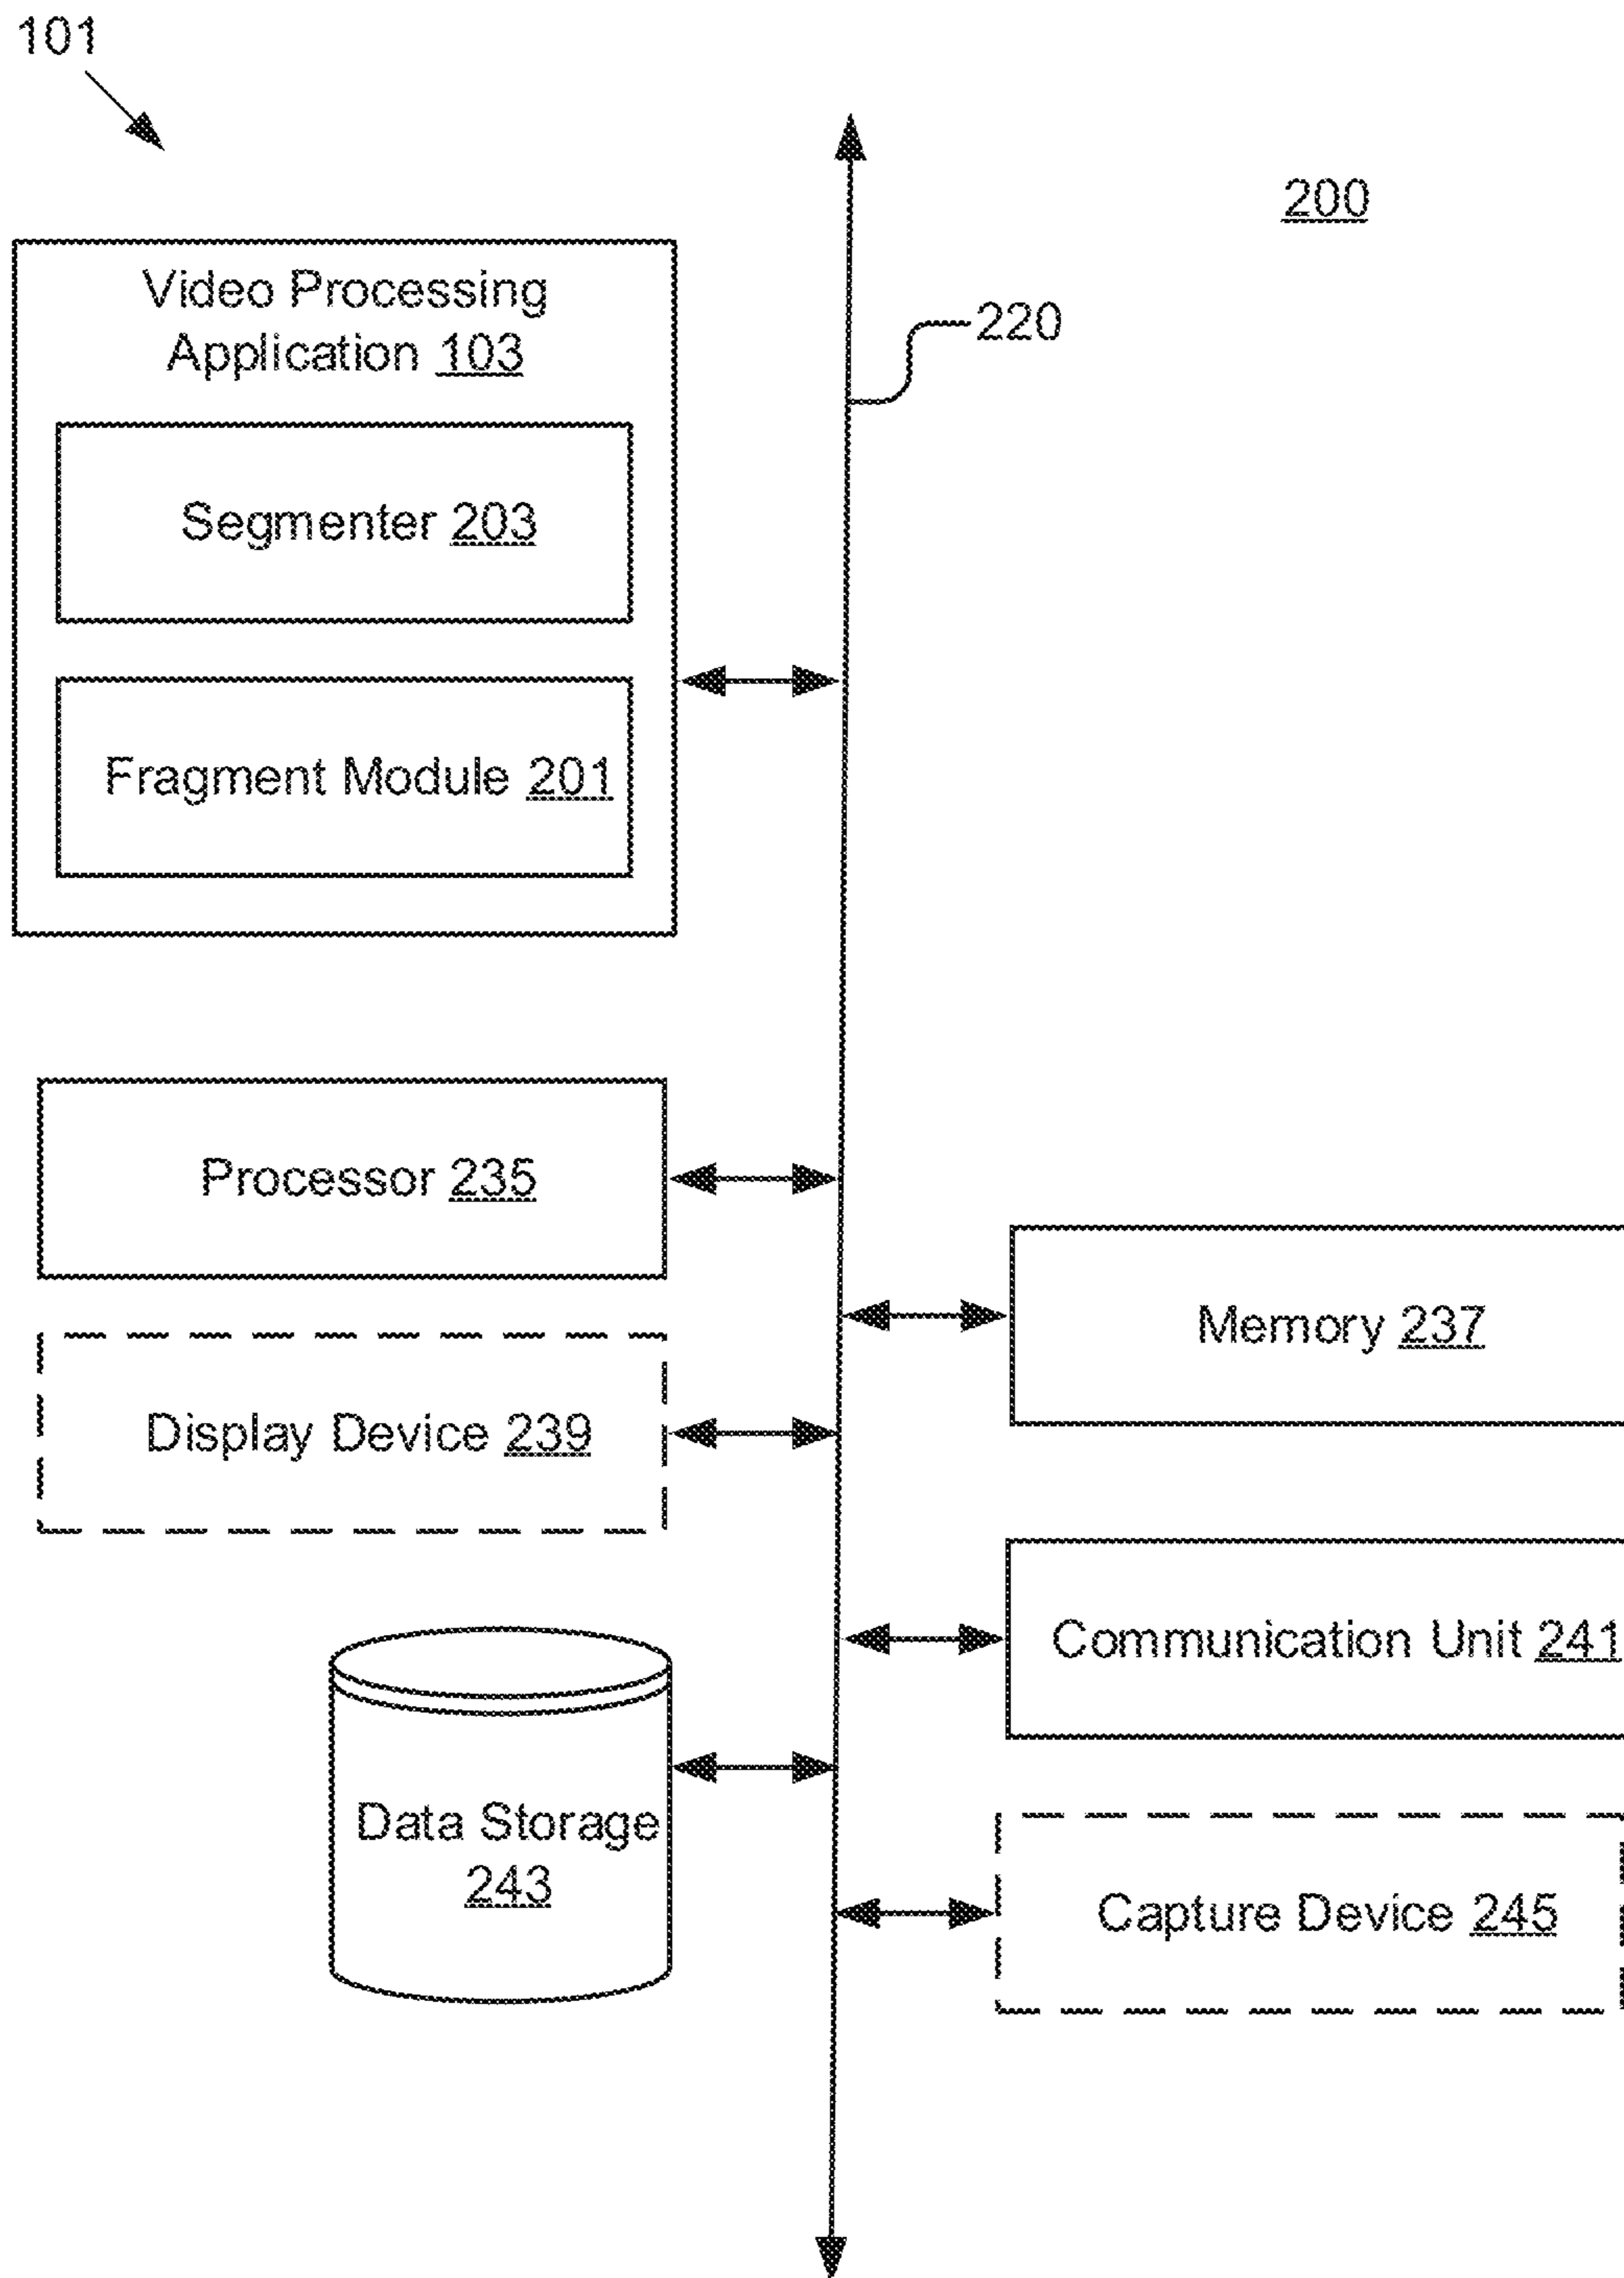 101
200
220
Video Processing
Application 103
Segmenter 203
Fragment Module 201
Processor 235
Memory 237
Display Device 239
Communication Unit 241
Data Storage
243
Capture Device 245